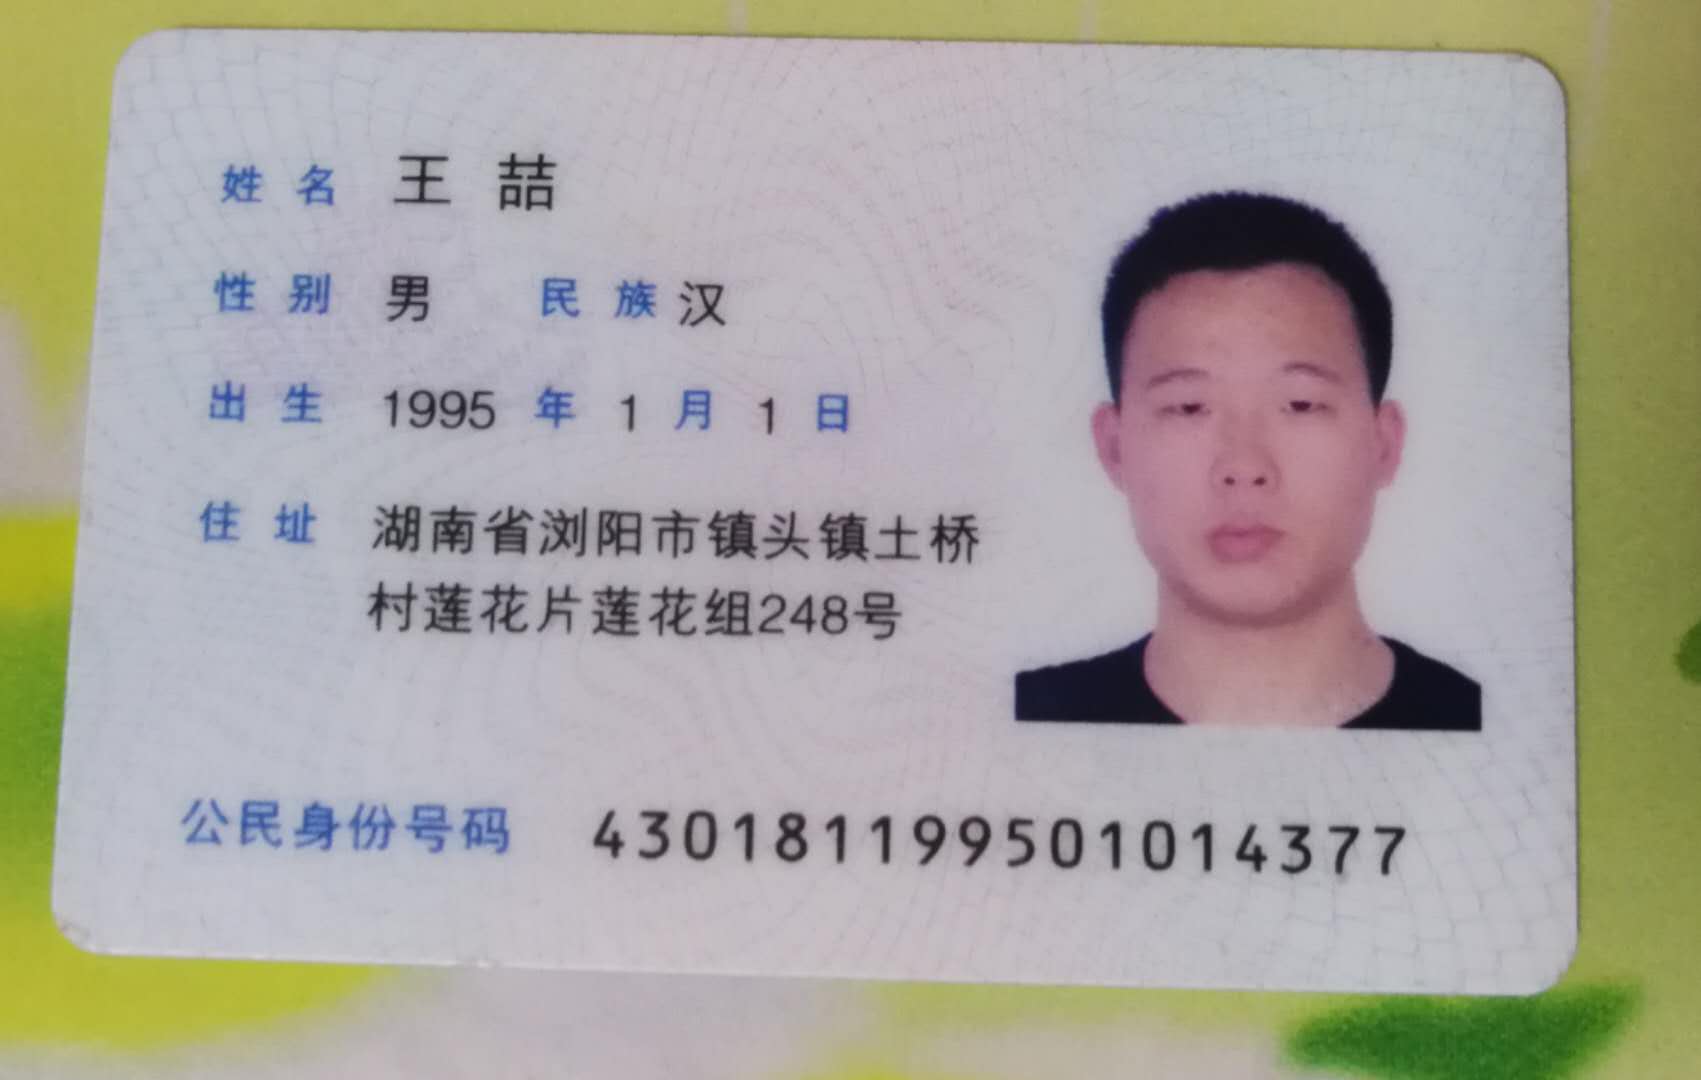 姓名 王喆
性别 男 民族 汉
出生 1995 年 1 月 1 日
住址 湖南省浏阳市镇头镇土桥
村莲花片莲花组248号
公民身份号码 430181199501014377